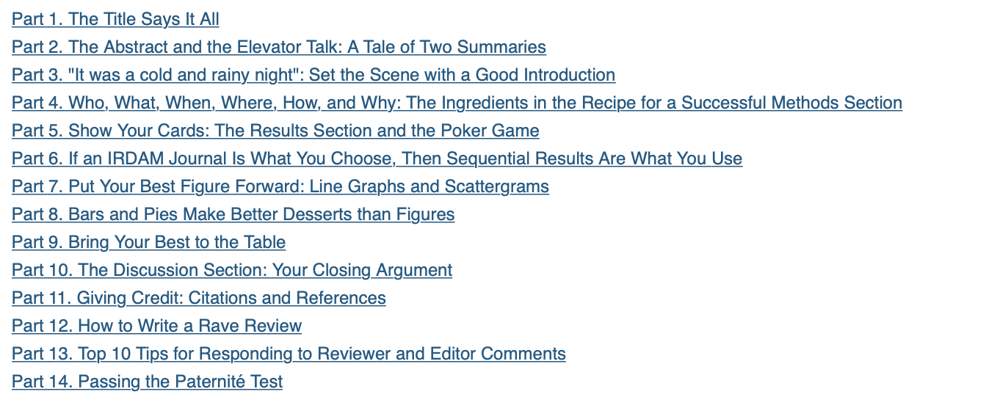 Part 1. The Title Says It All
Part 2. The Abstract and the Elevator Talk: A Tale of Two Summaries
Part 3. "It was a cold and rainy night": Set the Scene with a Good Introduction
Part 4. Who, What, When, Where, How, and Why: The Ingredients in the Recipe for a Successful Methods Section
Part 5. Show Your Cards: The Results Section and the Poker Game
Part 6. If an IRDAM Journal Is What You Choose, Then Sequential Results Are What You Use
Part 7. Put Your Best Figure Forward: Line Graphs and Scattergrams
Part 8. Bars and Pies Make Better Desserts than Figures
Part 9. Bring Your Best to the Table
Part 10. The Discussion Section: Your Closing Argument
Part 11. Giving Credit: Citations and References
Part 12. How to Write a Rave Review
Part 13. Top 10 Tips for Responding to Reviewer and Editor Comments
Part 14. Passing the Paternité Test